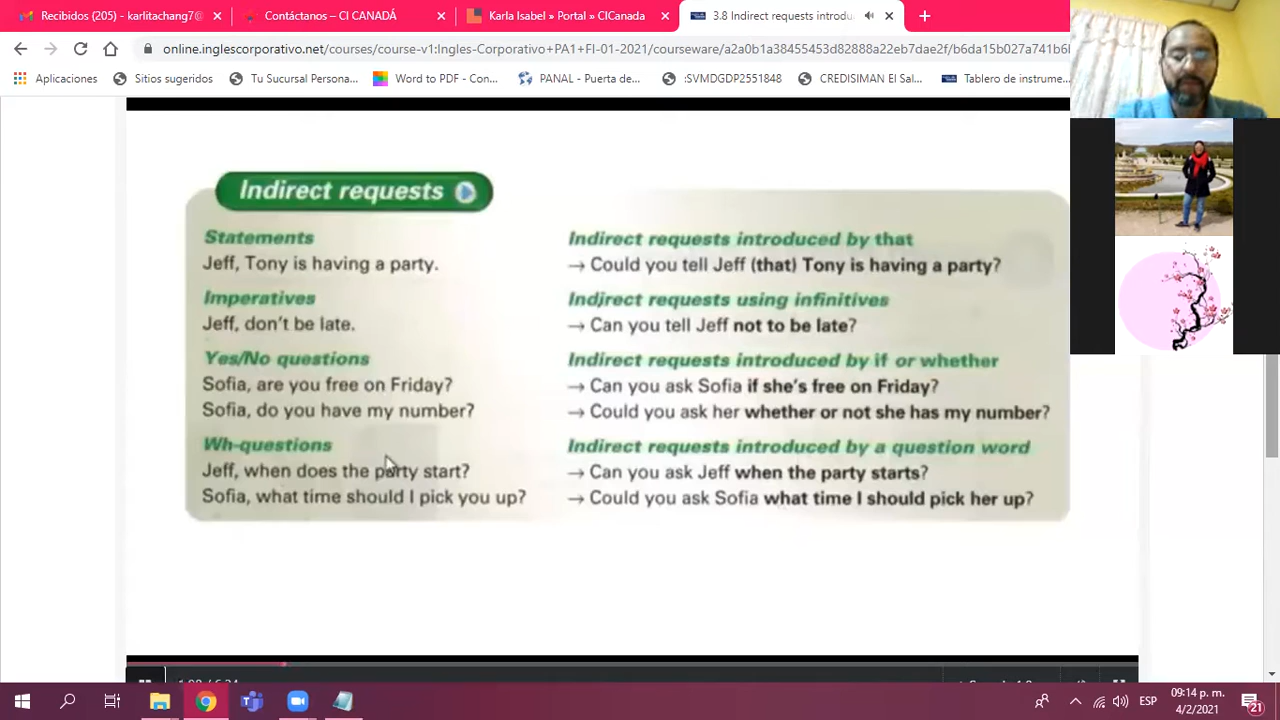 Recibidos (205) - karlitachang7@
Contáctanos – CI CANADÁ
Karla Isabel » Portal » CICanada
3.8 Indirect requests introdu
online.inglescorporativo.net/courses/course-v1:Ingles-Corporativo+PA1+FI-01-2021/courseware/a2a0b1a38455453d82888a22eb7dae2f/b6da15b027a741b6
Aplicaciones
Sitios sugeridos
Tu Sucursal Persona...
Word to PDF - Con...
PANAL - Puerta de...
:SVMDDDP2551848
CREDISIMAN El Sal...
Tablero de instrume...
Indirect requests
Statements
Jeff, Tony is having a party.
Indirect requests introduced by that
→ Could you tell Jeff (that) Tony is having a party?
Imperatives
Jeff, don't be late.
Indirect requests using infinitives
→ Can you tell Jeff not to be late?
Yes/No questions
Sofia, are you free on Friday?
Sofia, do you have my number?
Indirect requests introduced by if or whether
→ Can you ask Sofia if she's free on Friday?
→ Could you ask her whether or not she has my number?
Wh-questions
Jeff, when does the party start?
Sofia, what time should I pick you up?
Indirect requests introduced by a question word
→ Can you ask Jeff when the party starts?
→ Could you ask Sofia what time I should pick her up?
ESP
09:14 p. m.
4/2/2021
21